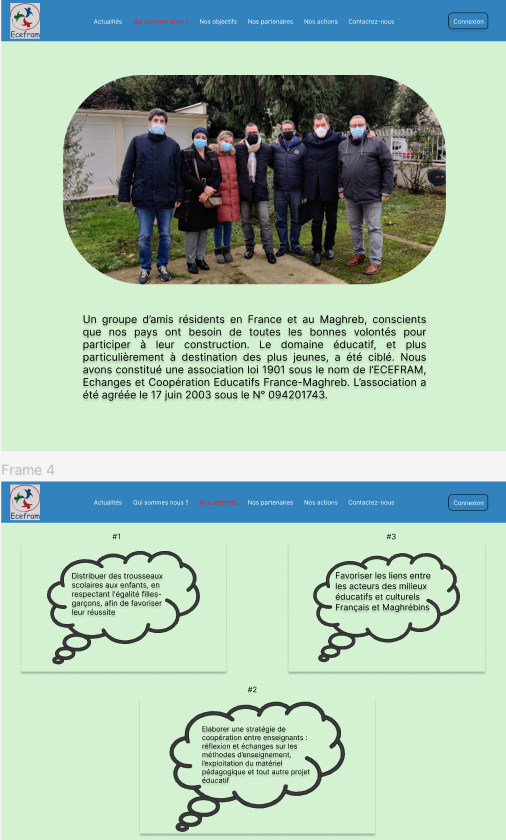 Ecefram
Actualités Qui sommes nous ? Nos objectifs Nos partenaires Nos actions Contactez-nous Connexion
Un groupe d'amis résidents en France et au Maghreb, conscients
que nos pays ont besoin de toutes les bonnes volontés pour
participer à leur construction. Le domaine éducatif, et plus
particulièrement à destination des plus jeunes, a été ciblé. Nous
avons constitué une association loi 1901 sous le nom de l'ECEFRAM,
Echanges et Coopération Educatifs France-Maghreb. L'association a
été agréée le 17 juin 2003 sous le N° 094201743.
Frame 4
Ecefram
Actualités Qui sommes nous ? Nos objectifs Nos partenaires Nos actions Contactez-nous Connexion
#1
Distribuer des trousseaux
scolaires aux enfants, en
respectant l'égalité filles-
garçons, afin de favoriser
leur réussite
#3
Favoriser les liens entre
les acteurs des milieux
éducatifs et culturels
Français et Maghrébins
#2
Elaborer une stratégie de
coopération entre enseignants :
réflexion et échanges sur les
méthodes d'enseignement,
l'exploitation du matériel
pédagogique et tout autre projet
éducatif